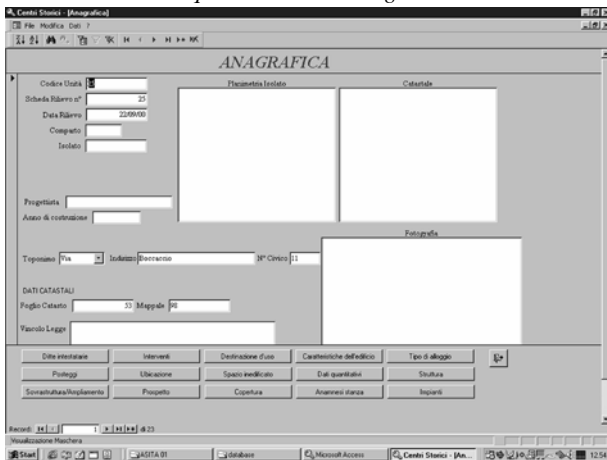 Centri Storici - [Anagrafica]
File Modifica Dati ?
ANAGRAFICA
Codice Unità
Planimetria Isolato
Catastale
Scheda Rilievo n° 25
Data Rilievo 22/09/00
Comparto
Isolato
Progettista
Anno di costruzione
Fotografia
Toponimo Via Indirizzo Boccaccio N° Civico 11
DATI CATASTALI
Foglio Catasto 53 Mappale 98
Vincolo Legge
Ditte intestatarie Interventi Destinazione d'uso Caratteristiche dell'edificio Tipo di alloggio
Posteggi Ubicazione Spazio inedificato Dati quantitativi Struttura
Sovrastruttura/Ampliamento Prospetto Copertura Anamnesi stanza Impianti
Record: 1 di 23
Visualizzazione Maschera
Start ASITA 01 database Microsoft Access Centri Storici - [An... 12.54